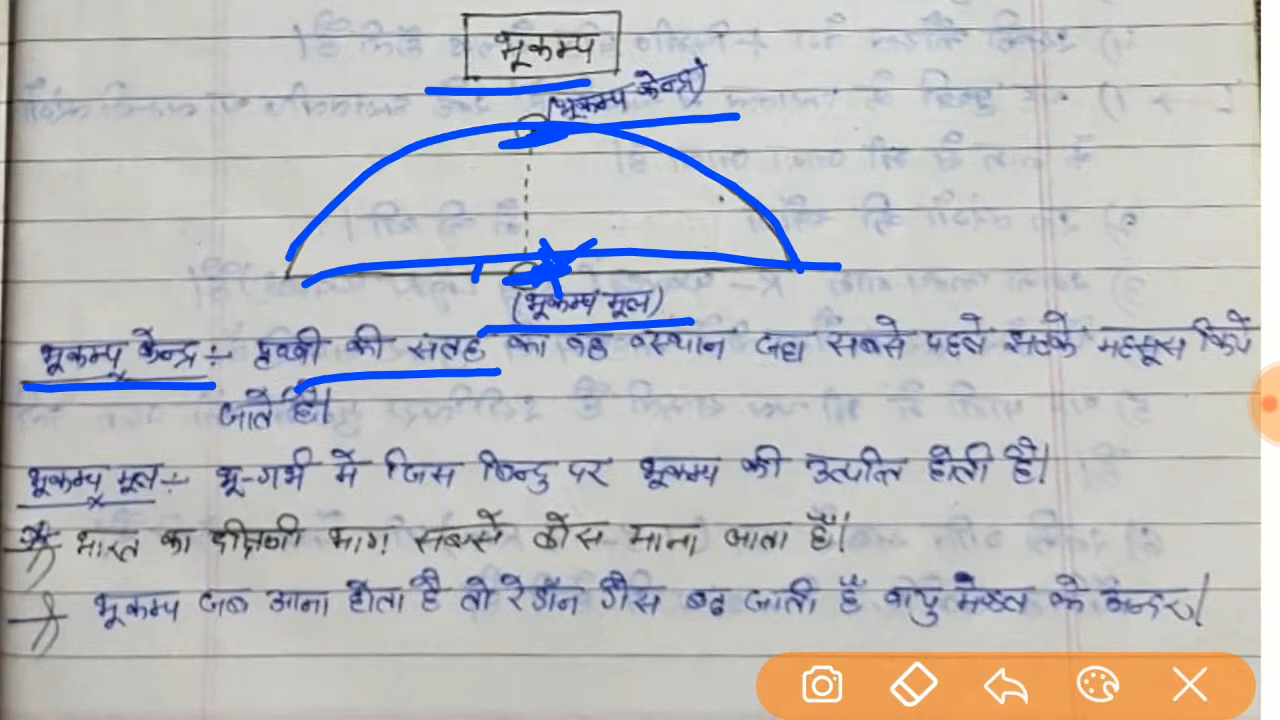 भूकम्प
(भूकम्प केन्द्र)
(भूकम्प मूल)
भूकम्प केन्द्र :- पृथ्वी की सतह का वह स्थान जहा सबसे पहले झटके महसूस किये
जाते है।
भूकम्प मूल :- भू-गर्भ में जिस बिन्दु पर भूकम्प की उत्पत्ति होती है।
भारत का दक्षिणी भाग सबसे ठोस माना जाता है।
भूकम्प जब आना होता है तो रेडॉन गैस बढ जाती है वायु मण्डल के अन्दर।